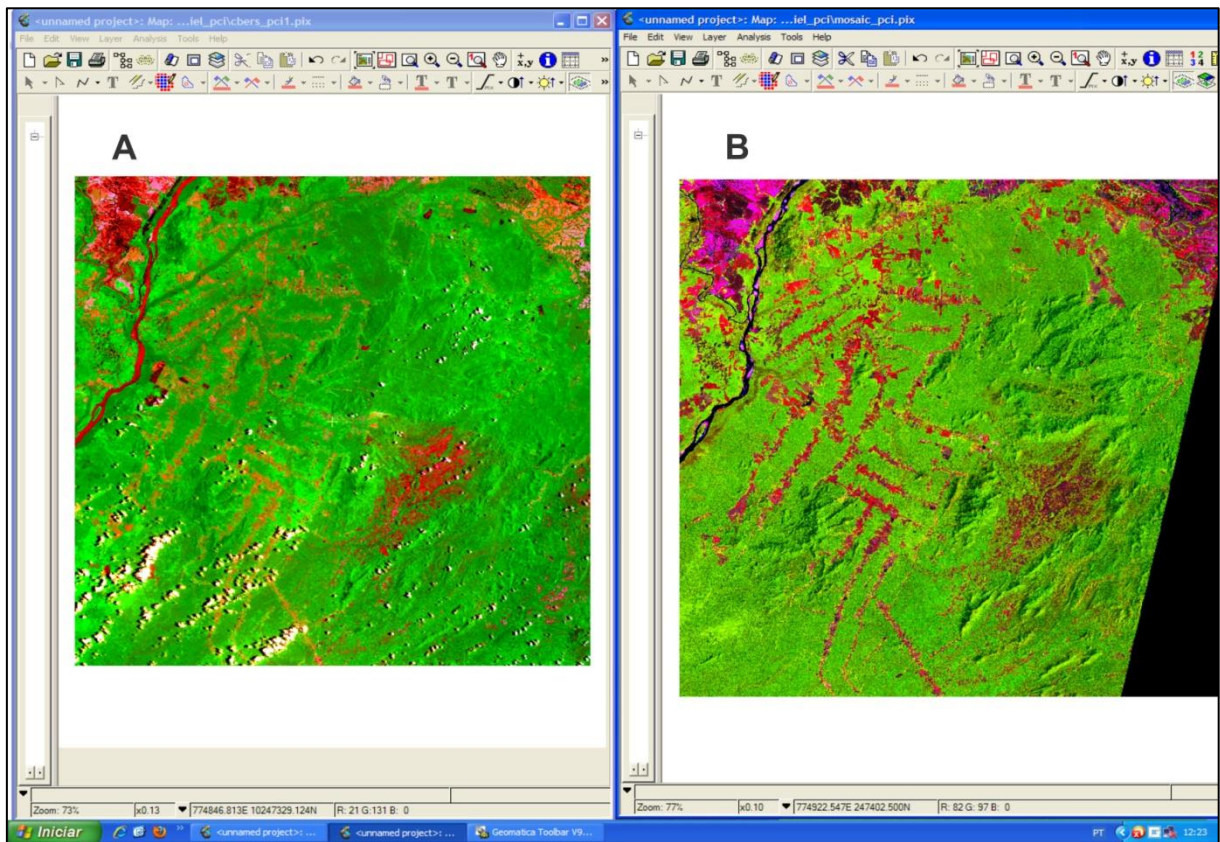 <unnamed project>: Map: ...iel_pci\cbers_pci1.pix
File Edit View Layer Analysis Tools Help
A
Zoom: 73% x0.13 774846.813E 10247329.124N R: 21 G:131 B: 0
<unnamed project>: Map: ...iel_pci\mosaic_pci.pix
File Edit View Layer Analysis Tools Help
B
Zoom: 77% x0.10 774922.547E 247402.500N R: 82 G: 97 B: 0
Iniciar <unnamed project>: ... <unnamed project>: ... Geomatica Toolbar V9... PT 12:23